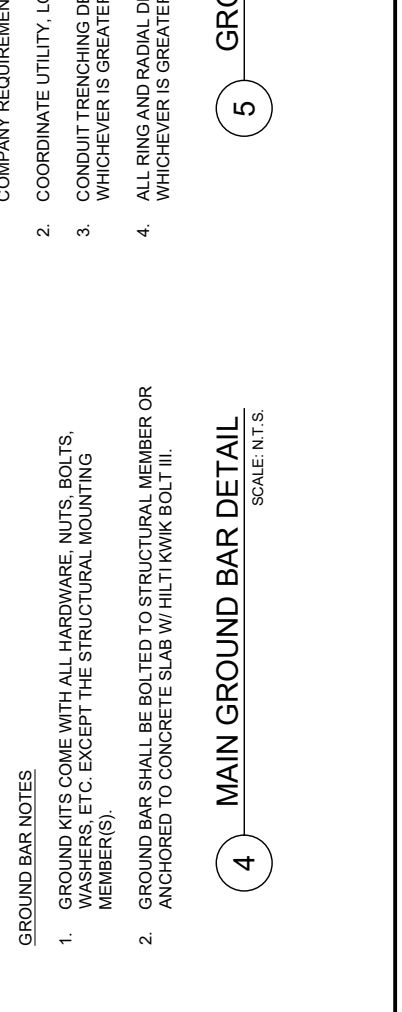 GROUND BAR NOTES
1. GROUND KITS COME WITH ALL HARDWARE, NUTS, BOLTS,
WASHERS, ETC. EXCEPT THE STRUCTURAL MOUNTING
MEMBER(S).
2. GROUND BAR SHALL BE BOLTED TO STRUCTURAL MEMBER OR
ANCHORED TO CONCRETE SLAB W/ HILTI KWIK BOLT III.
4 MAIN GROUND BAR DETAIL
SCALE: N.T.S.
COMPANY REQUIREMEN
2. COORDINATE UTILITY, LO
3. CONDUIT TRENCHING DE
WHICHEVER IS GREATER
4. ALL RING AND RADIAL DE
WHICHEVER IS GREATER
5 GRO